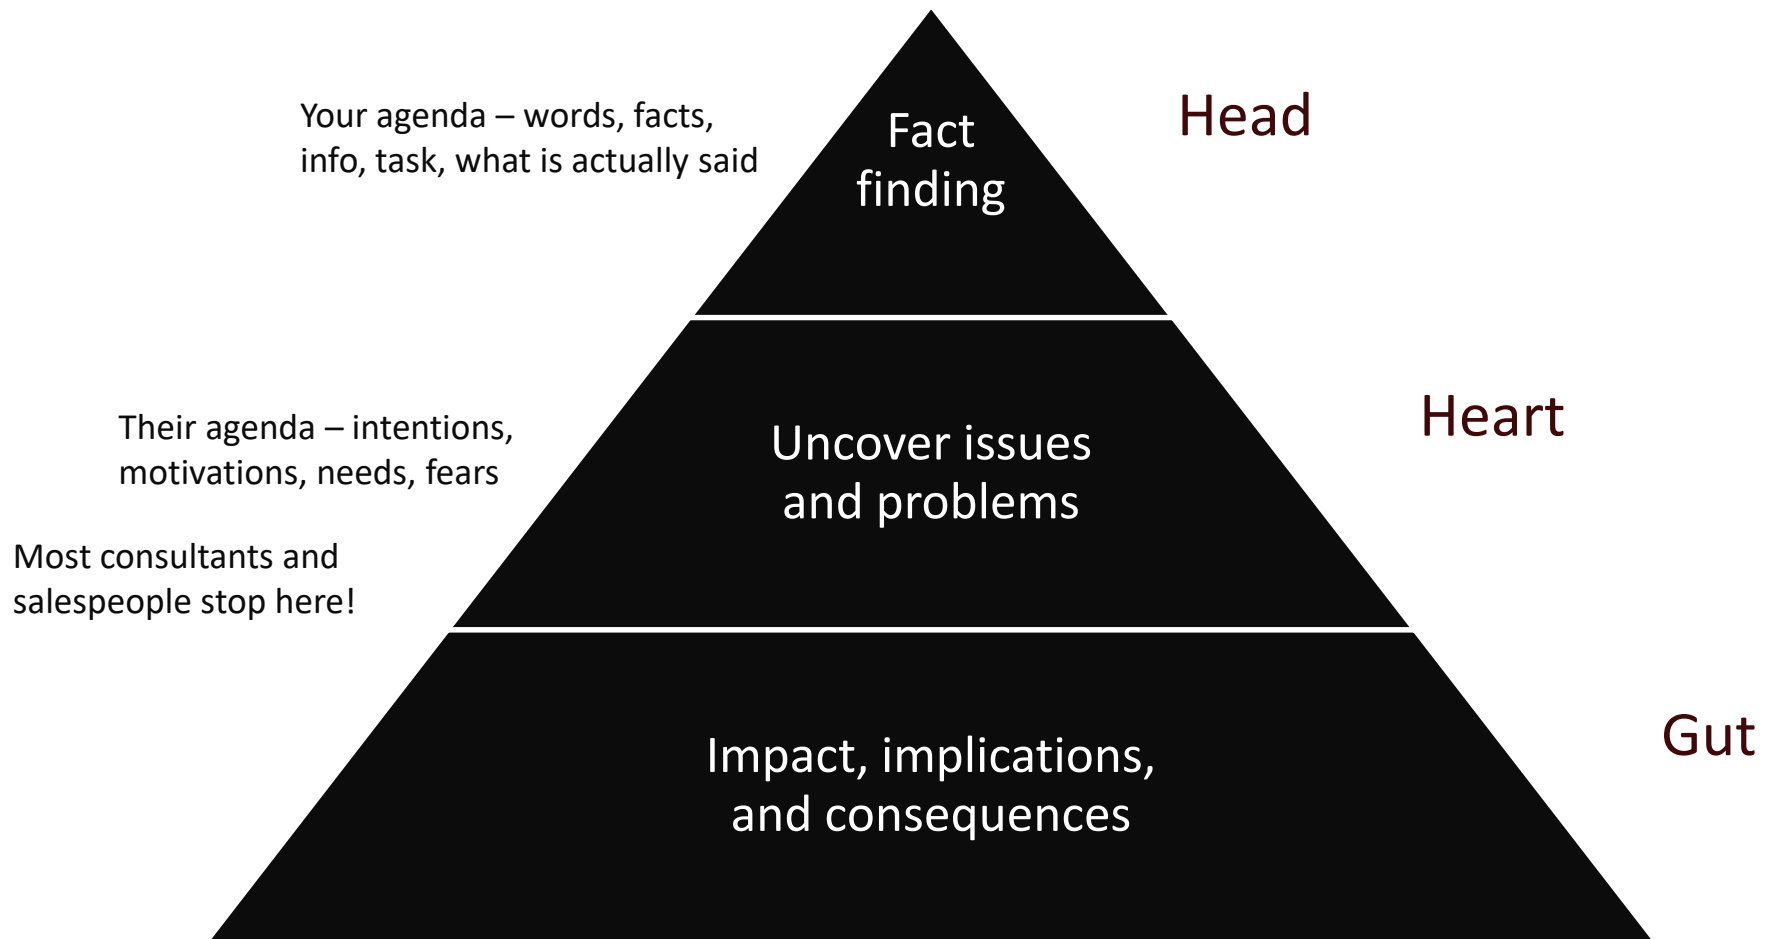 Your agenda – words, facts,
info, task, what is actually said
Fact
finding
Head
Their agenda – intentions,
motivations, needs, fears
Uncover issues
and problems
Heart
Most consultants and
salespeople stop here!
Impact, implications,
and consequences
Gut